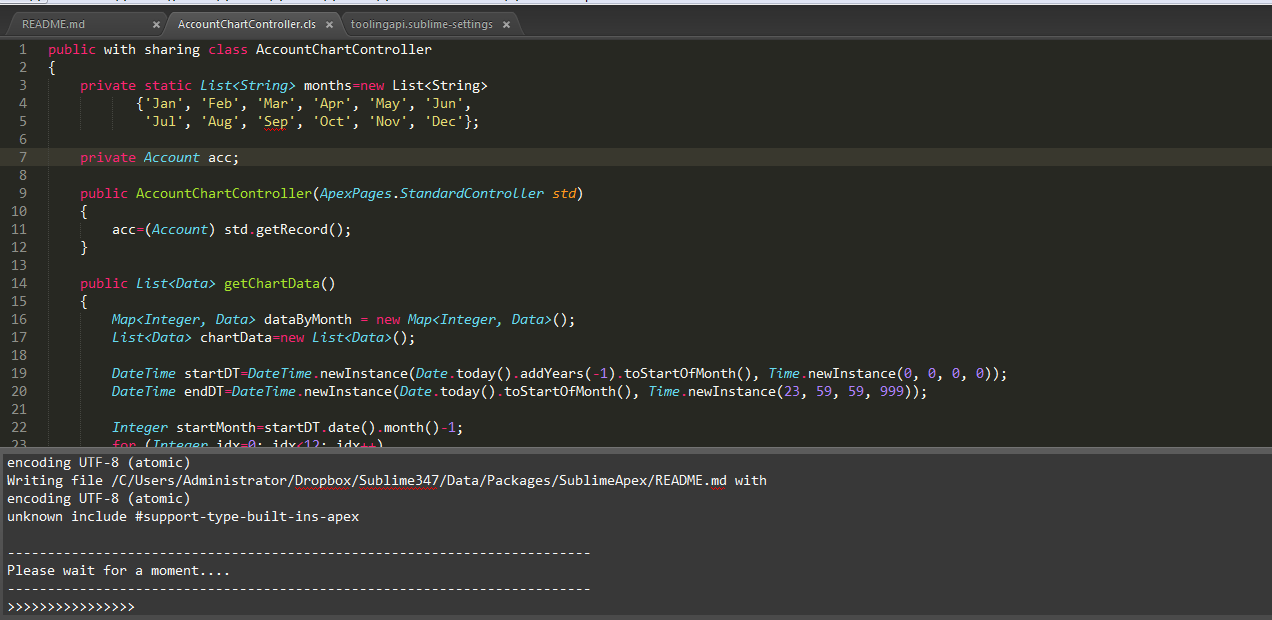 README.md × AccountChartController.cls × toolingapi.sublime-settings ×
1 public with sharing class AccountChartController
2 {
3 private static List<String> months=new List<String>
4 {'Jan', 'Feb', 'Mar', 'Apr', 'May', 'Jun',
5 'Jul', 'Aug', 'Sep', 'Oct', 'Nov', 'Dec'};
6
7 private Account acc;
8
9 public AccountChartController(ApexPages.StandardController std)
10 {
11 acc=(Account) std.getRecord();
12 }
13
14 public List<Data> getChartData()
15 {
16 Map<Integer, Data> dataByMonth = new Map<Integer, Data>();
17 List<Data> chartData=new List<Data>();
18
19 DateTime startDT=DateTime.newInstance(Date.today().addYears(-1).toStartOfMonth(), Time.newInstance(0, 0, 0, 0));
20 DateTime endDT=DateTime.newInstance(Date.today().toStartOfMonth(), Time.newInstance(23, 59, 59, 999));
21
22 Integer startMonth=startDT.date().month()-1;
23 for (Integer idx=0; idx<12; idx++)
encoding UTF-8 (atomic)
Writing file /C/Users/Administrator/Dropbox/Sublime347/Data/Packages/SublimeApex/README.md with
encoding UTF-8 (atomic)
unknown include #support-type-built-ins-apex
-------------------------------------------------------------------------
Please wait for a moment....
-------------------------------------------------------------------------
>>>>>>>>>>>>>>>>